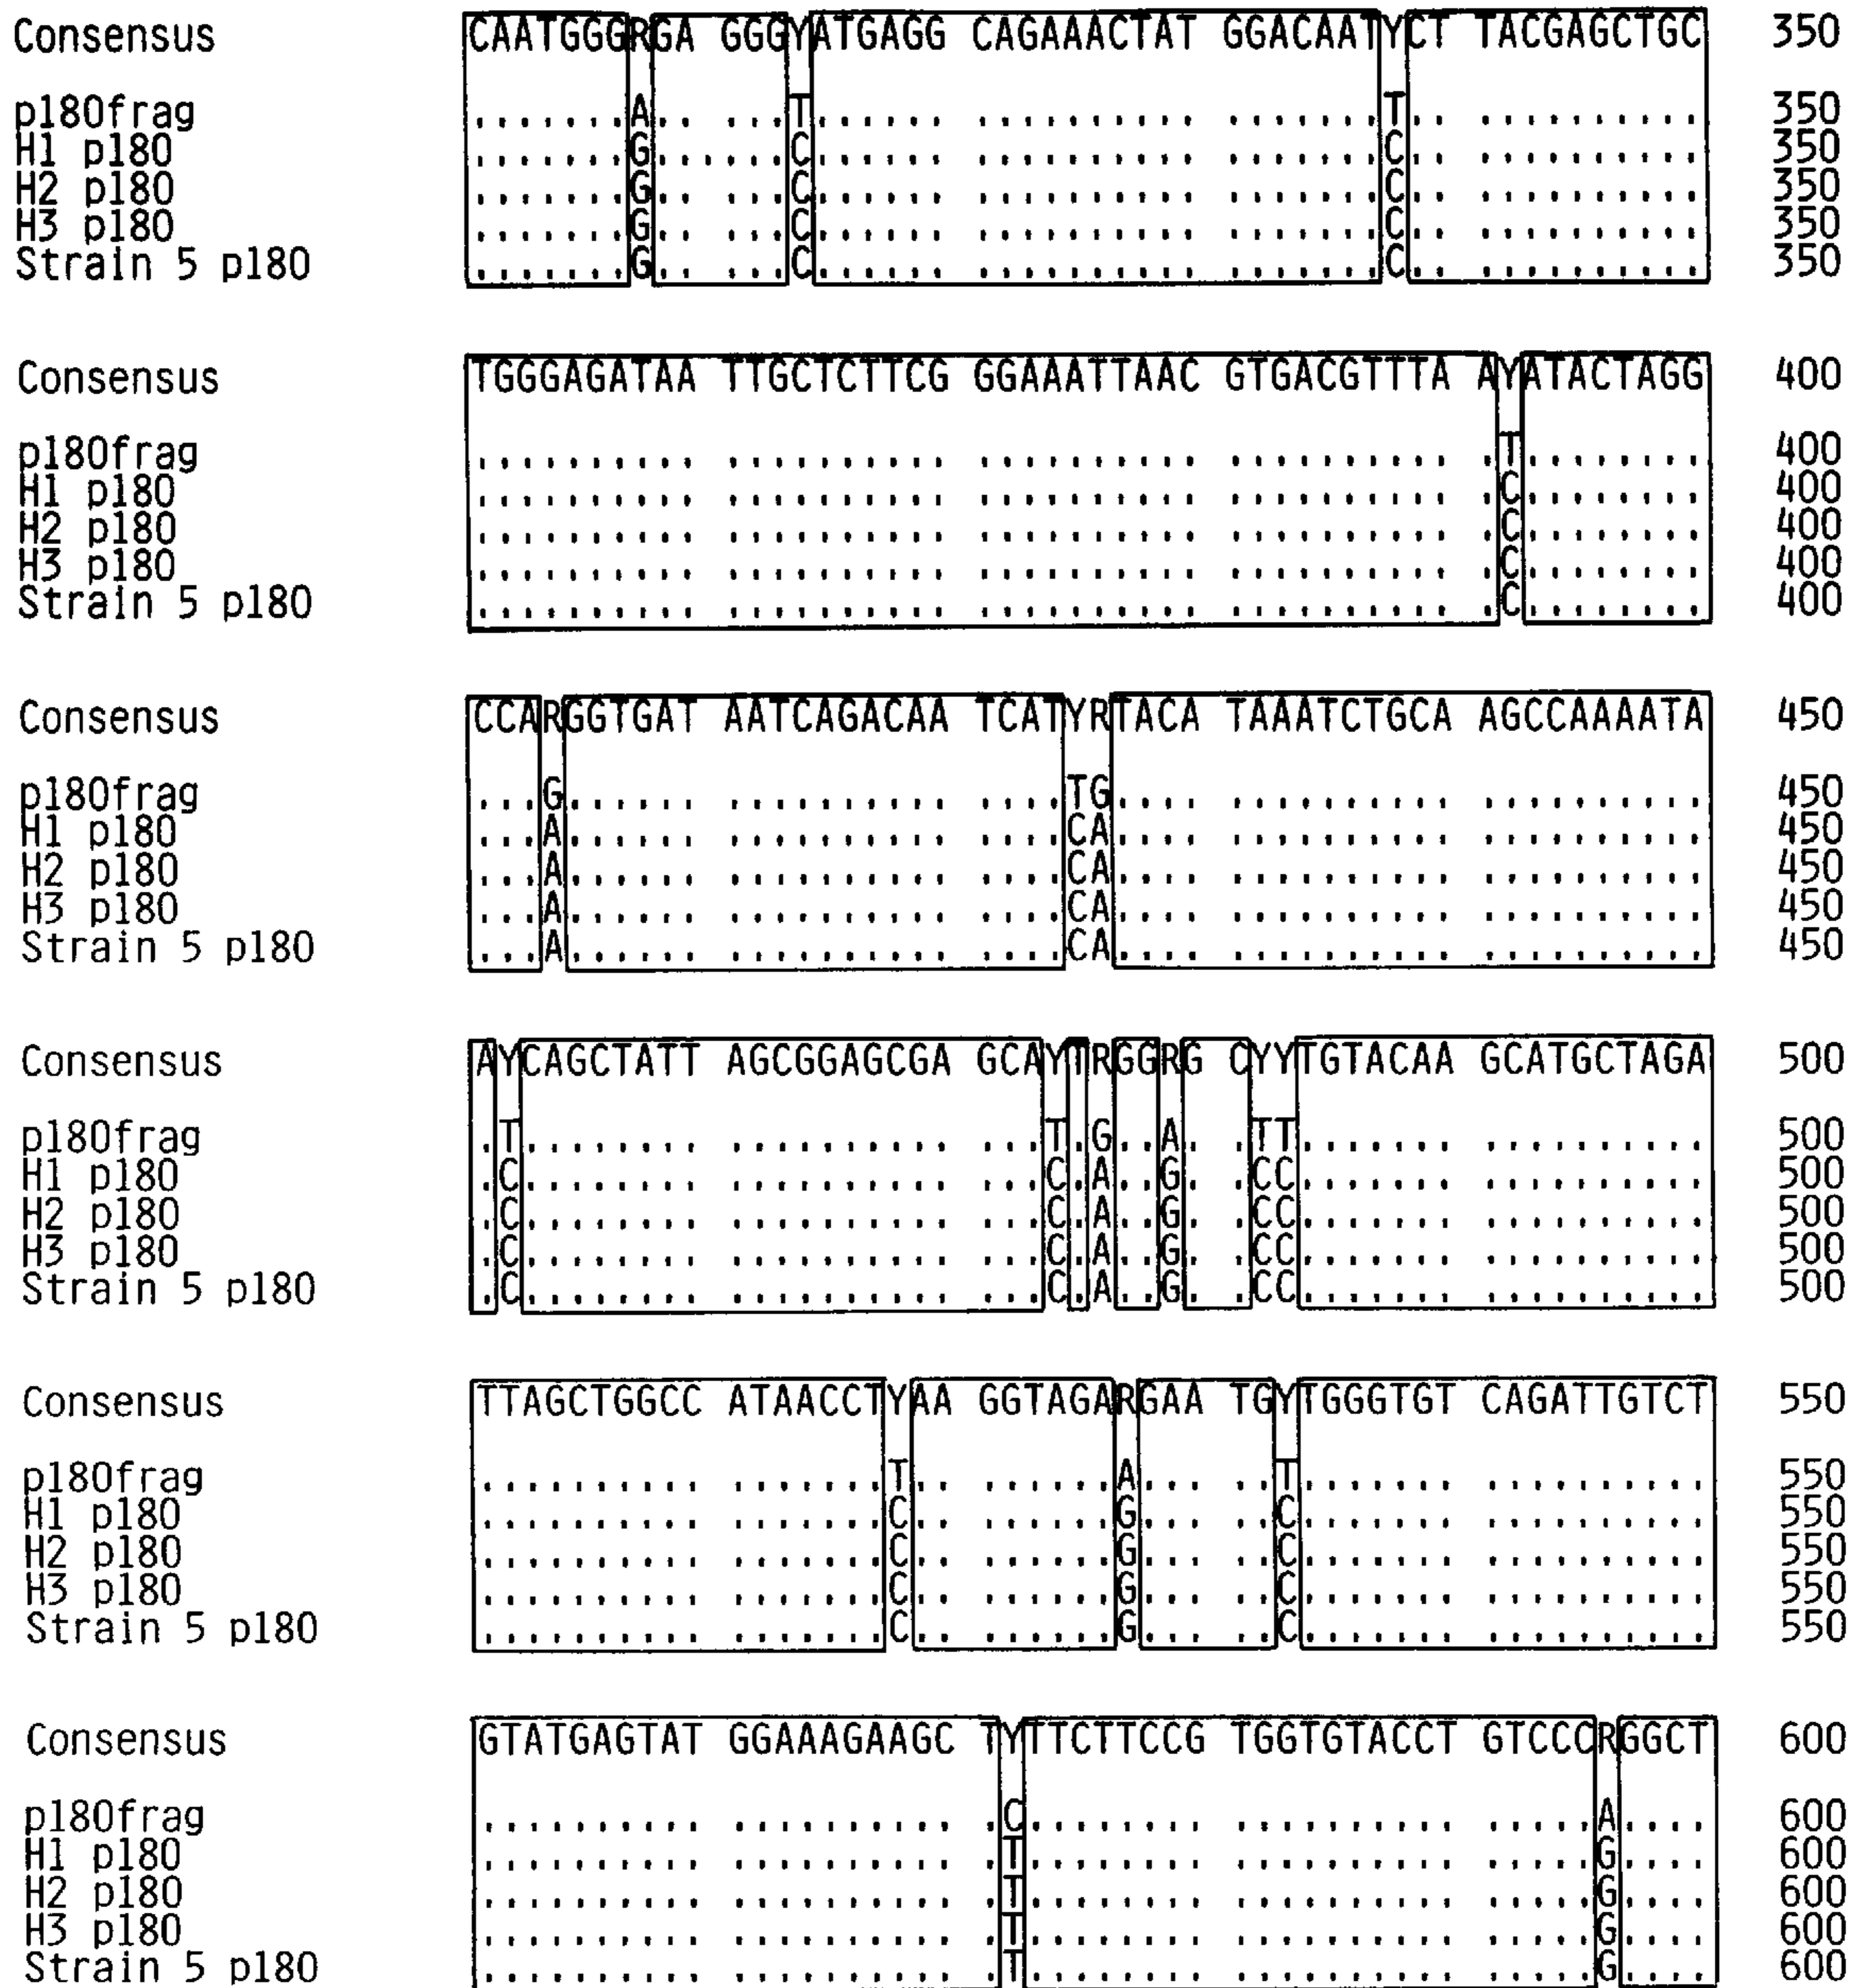 Consensus CAATGGGRGA GGGYATGAGG CAGAAACTAT GGACAATYCT TACGAGCTGC 350
p180frag .......A.. ...T...... .......... .......T.. .......... 350
H1 p180 .......G.. ...C...... .......... .......C.. .......... 350
H2 p180 .......G.. ...C...... .......... .......C.. .......... 350
H3 p180 .......G.. ...C...... .......... .......C.. .......... 350
Strain 5 p180 .......G.. ...C...... .......... .......C.. .......... 350
Consensus TGGGAGATAA TTGCTCTTCG GGAAATTAAC GTGACGTTTA AYATACTAGG 400
p180frag .......... .......... .......... .......... .T........ 400
H1 p180 .......... .......... .......... .......... .C........ 400
H2 p180 .......... .......... .......... .......... .C........ 400
H3 p180 .......... .......... .......... .......... .C........ 400
Strain 5 p180 .......... .......... .......... .......... .C........ 400
Consensus CCARGGTGAT AATCAGACAA TCATYRTACA TAAATCTGCA AGCCAAAATA 450
p180frag ...G...... .......... ....TG.... .......... .......... 450
H1 p180 ...A...... .......... ....CA.... .......... .......... 450
H2 p180 ...A...... .......... ....CA.... .......... .......... 450
H3 p180 ...A...... .......... ....CA.... .......... .......... 450
Strain 5 p180 ...A...... .......... ....CA.... .......... .......... 450
Consensus AYCAGCTATT AGCGGAGCGA GCAYTRGGRG CYYTGTACAA GCATGCTAGA 500
p180frag .T........ .......... ...T.G..A. .TT....... .......... 500
H1 p180 .C........ .......... ...C.A..G. .CC....... .......... 500
H2 p180 .C........ .......... ...C.A..G. .CC....... .......... 500
H3 p180 .C........ .......... ...C.A..G. .CC....... .......... 500
Strain 5 p180 .C........ .......... ...C.A..G. .CC....... .......... 500
Consensus TTAGCTGGCC ATAACCTYAA GGTAGARGAA TGYTGGGTGT CAGATTGTCT 550
p180frag .......... .......T.. ......A... ..T....... .......... 550
H1 p180 .......... .......C.. ......G... ..C....... .......... 550
H2 p180 .......... .......C.. ......G... ..C....... .......... 550
H3 p180 .......... .......C.. ......G... ..C....... .......... 550
Strain 5 p180 .......... .......C.. ......G... ..C....... .......... 550
Consensus GTATGAGTAT GGAAAGAAGC TYTTCTTCCG TGGTGTACCT GTCCCRGGCT 600
p180frag .......... .......... .C........ .......... .....A.... 600
H1 p180 .......... .......... .T........ .......... .....G.... 600
H2 p180 .......... .......... .T........ .......... .....G.... 600
H3 p180 .......... .......... .T........ .......... .....G.... 600
Strain 5 p180 .......... .......... .T........ .......... .....G.... 600